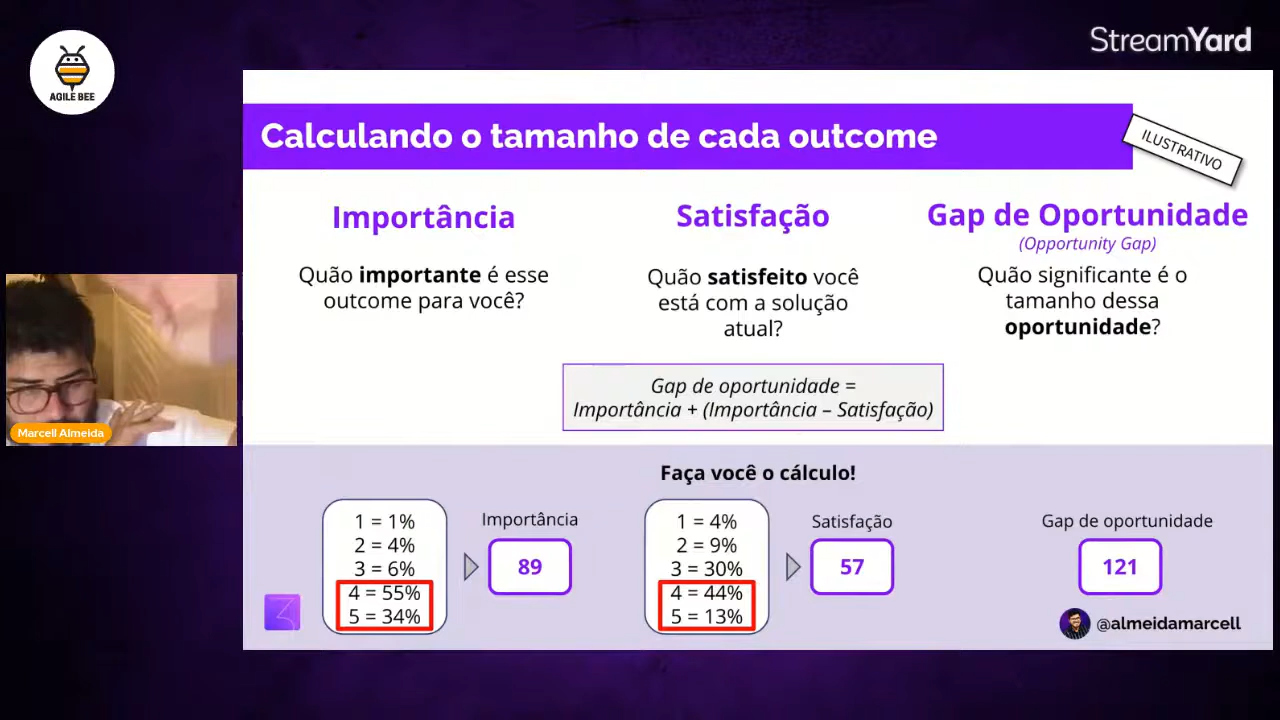 AGILE BEE
StreamYard
Calculando o tamanho de cada outcome
ILUSTRATIVO
Importância
Quão importante é esse
outcome para você?
Satisfação
Quão satisfeito você
está com a solução
atual?
Gap de Oportunidade
(Opportunity Gap)
Quão significante é o
tamanho dessa
oportunidade?
Gap de oportunidade =
Importância + (Importância – Satisfação)
Marcell Almeida
Faça você o cálculo!
1 = 1%
2 = 4%
3 = 6%
4 = 55%
5 = 34%
Importância
89
1 = 4%
2 = 9%
3 = 30%
4 = 44%
5 = 13%
Satisfação
57
Gap de oportunidade
121
@almeidamarcell